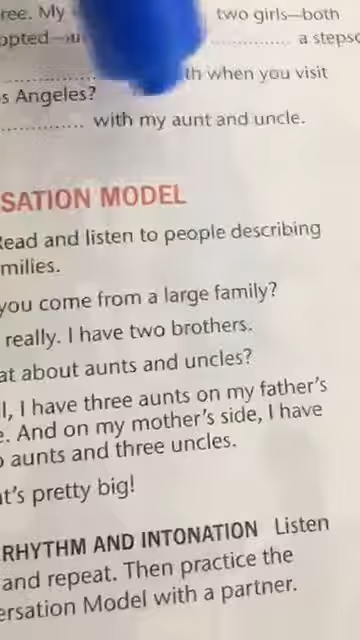 ree. My two girls—both
opted— a stepso
th when you visit
s Angeles?
with my aunt and uncle.
SATION MODEL
Read and listen to people describing
milies.
you come from a large family?
really. I have two brothers.
at about aunts and uncles?
l, I have three aunts on my father's
e. And on my mother's side, I have
o aunts and three uncles.
at's pretty big!
RHYTHM AND INTONATION Listen
and repeat. Then practice the
ersation Model with a partner.